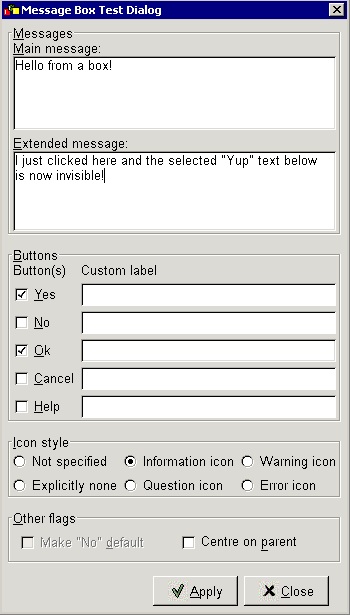 Message Box Test Dialog
Messages
Main message:
Hello from a box!
Extended message:
I just clicked here and the selected "Yup" text below
is now invisible!
Buttons
Button(s) Custom label
Yes
No
Ok
Cancel
Help
Icon style
Not specified Information icon Warning icon
Explicitly none Question icon Error icon
Other flags
Make "No" default Centre on parent
Apply Close